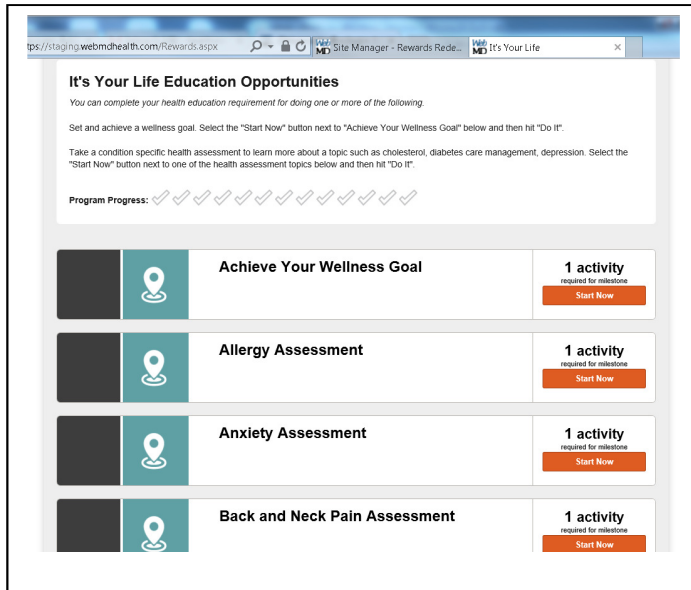 tps://staging.webmdhealth.com/Rewards.aspx
Web MD Site Manager - Rewards Rede...
Web MD It's Your Life
It's Your Life Education Opportunities
You can complete your health education requirement for doing one or more of the following.
Set and achieve a wellness goal. Select the "Start Now" button next to "Achieve Your Wellness Goal" below and then hit "Do It".
Take a condition specific health assessment to learn more about a topic such as cholesterol, diabetes care management, depression. Select the
"Start Now" button next to one of the health assessment topics below and then hit "Do It".
Program Progress:
Achieve Your Wellness Goal
1 activity
required for milestone
Start Now
Allergy Assessment
1 activity
required for milestone
Start Now
Anxiety Assessment
1 activity
required for milestone
Start Now
Back and Neck Pain Assessment
1 activity
required for milestone
Start Now